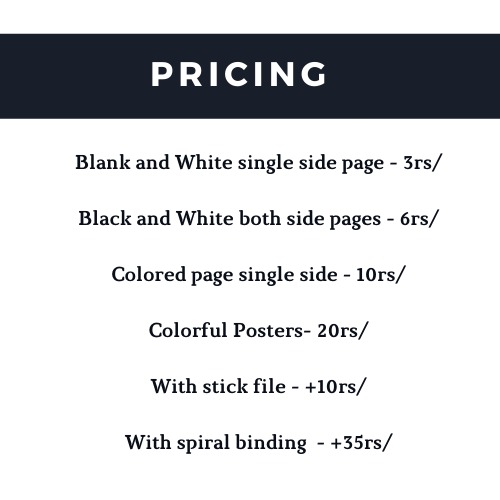 PRICING
Blank and White single side page - 3rs/
Black and White both side pages - 6rs/
Colored page single side - 10rs/
Colorful Posters- 20rs/
With stick file - +10rs/
With spiral binding  - +35rs/